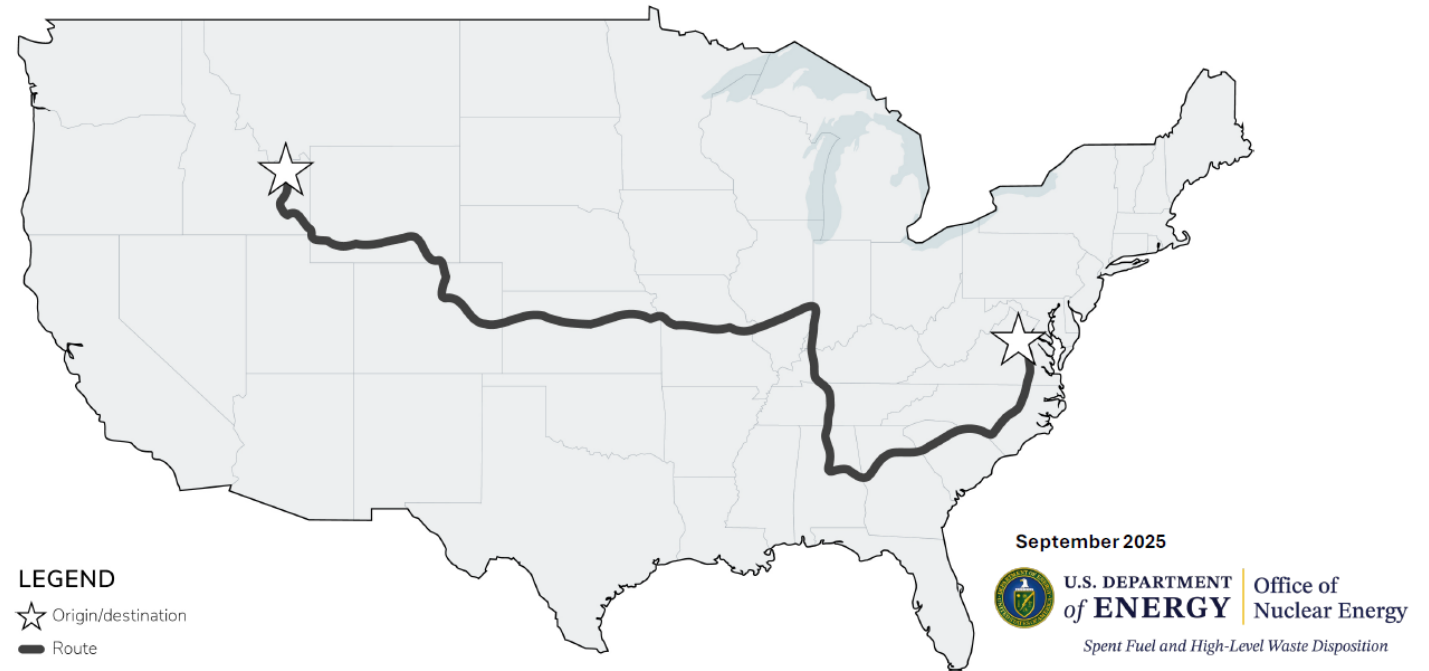 September 2025
LEGEND
Origin/destination
Route
U.S. DEPARTMENT
of ENERGY
Office of
Nuclear Energy
Spent Fuel and High-Level Waste Disposition